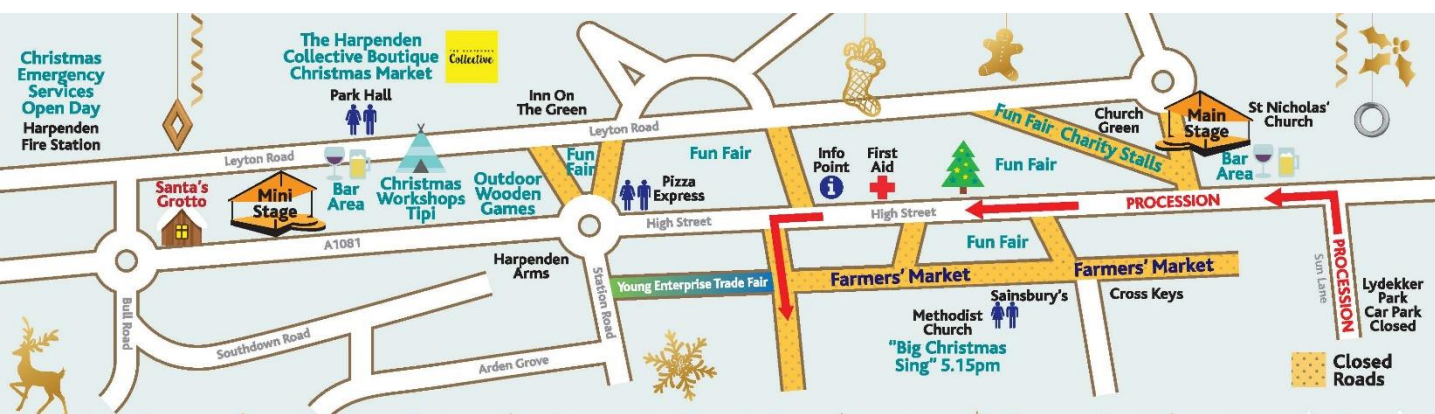 Christmas
Emergency
Services
Open Day
Harpenden
Fire Station
The Harpenden
Collective Boutique
Christmas Market
THE HARPENDEN
Collective
Park Hall
Inn On
The Green
Leyton Road
Leyton Road
Santa's
Grotto
Mini
Stage
Bar
Area
Christmas
Workshops
Tipi
Outdoor
Wooden
Games
Fun
Fair
Fun Fair
Pizza
Express
Info
Point
i
First
Aid
Fun Fair
Church
Green
Fun Fair Charity Stalls
Main
Stage
St Nicholas'
Church
Bar
Area
A1081
High Street
High Street
PROCESSION
PROCESSION
Sun Lane
Harpenden
Arms
Station Road
Young Enterprise Trade Fair
Fun Fair
Farmers' Market
Farmers' Market
Sainsbury's
Cross Keys
Methodist
Church
"Big Christmas
Sing" 5.15pm
Lydekker
Park
Car Park
Closed
Closed
Roads
Bull Road
Southdown Road
Arden Grove